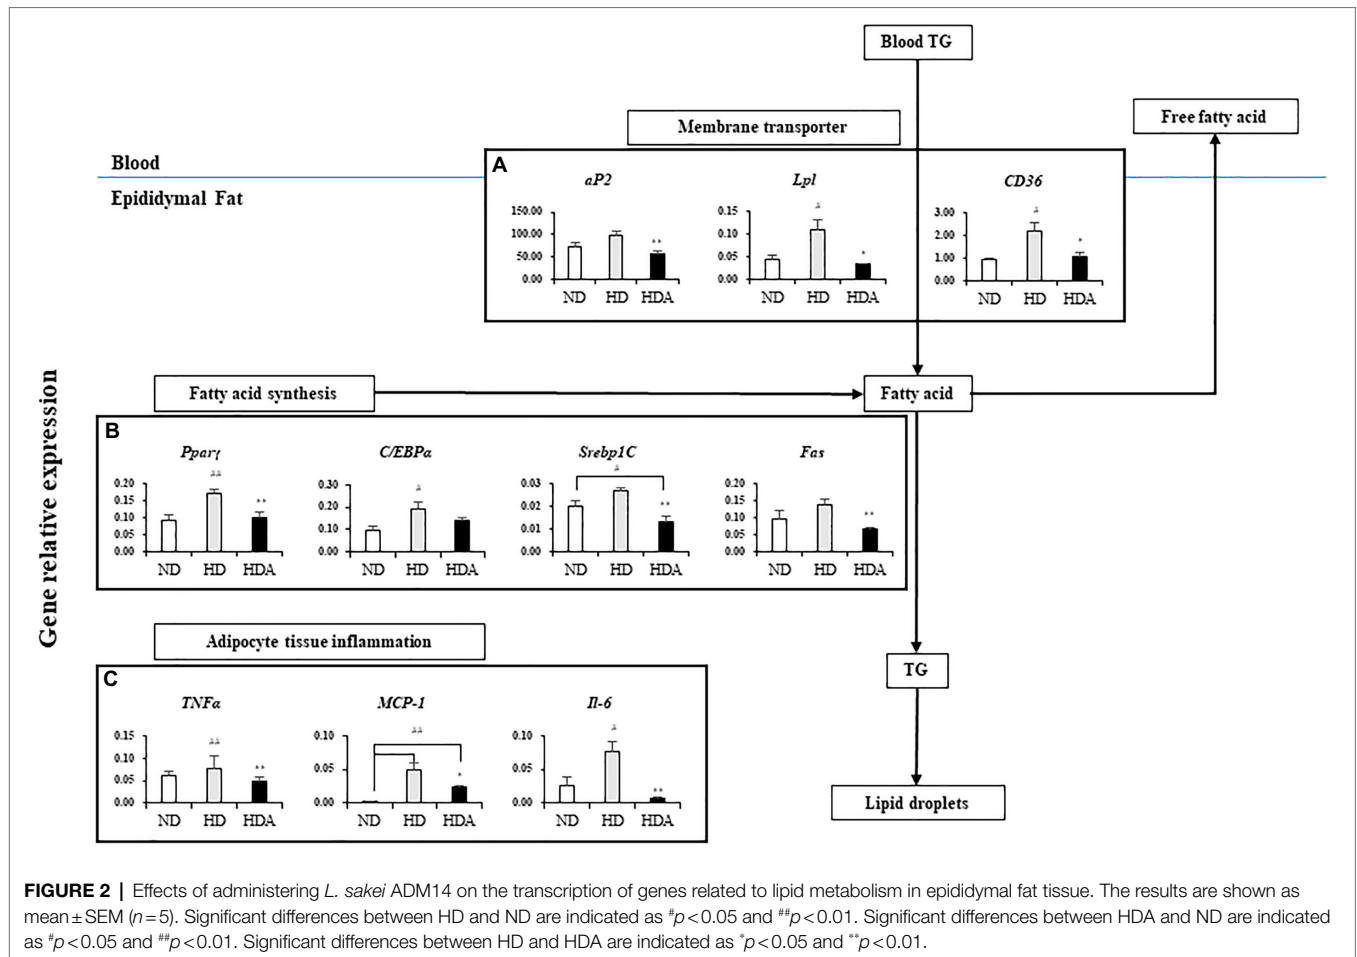 Blood TG
Free fatty acid
Membrane transporter
Blood
Epididymal Fat
A
aP2
150.00
100.00
50.00
0.00
**
ND HD HDA
Lpl
0.15
0.10
0.05
0.00
#
*
ND HD HDA
CD36
3.00
2.00
1.00
0.00
#
*
ND HD HDA
Gene relative expression
Fatty acid synthesis
Fatty acid
B
Pparγ
0.20
0.15
0.10
0.05
0.00
##
**
ND HD HDA
C/EBPα
0.30
0.20
0.10
0.00
#
ND HD HDA
Srebp1C
0.03
0.02
0.01
0.00
#
**
ND HD HDA
Fas
0.20
0.15
0.10
0.05
0.00
**
ND HD HDA
Adipocyte tissue inflammation
TG
C
TNFα
0.15
0.10
0.05
0.00
##
**
ND HD HDA
MCP-1
0.10
0.05
0.00
##
*
ND HD HDA
Il-6
0.10
0.05
0.00
#
**
ND HD HDA
Lipid droplets
FIGURE 2 | Effects of administering L. sakei ADM14 on the transcription of genes related to lipid metabolism in epididymal fat tissue. The results are shown as
mean ± SEM (n = 5). Significant differences between HD and ND are indicated as #p < 0.05 and ##p < 0.01. Significant differences between HDA and ND are indicated
as #p < 0.05 and ##p < 0.01. Significant differences between HD and HDA are indicated as *p < 0.05 and **p < 0.01.